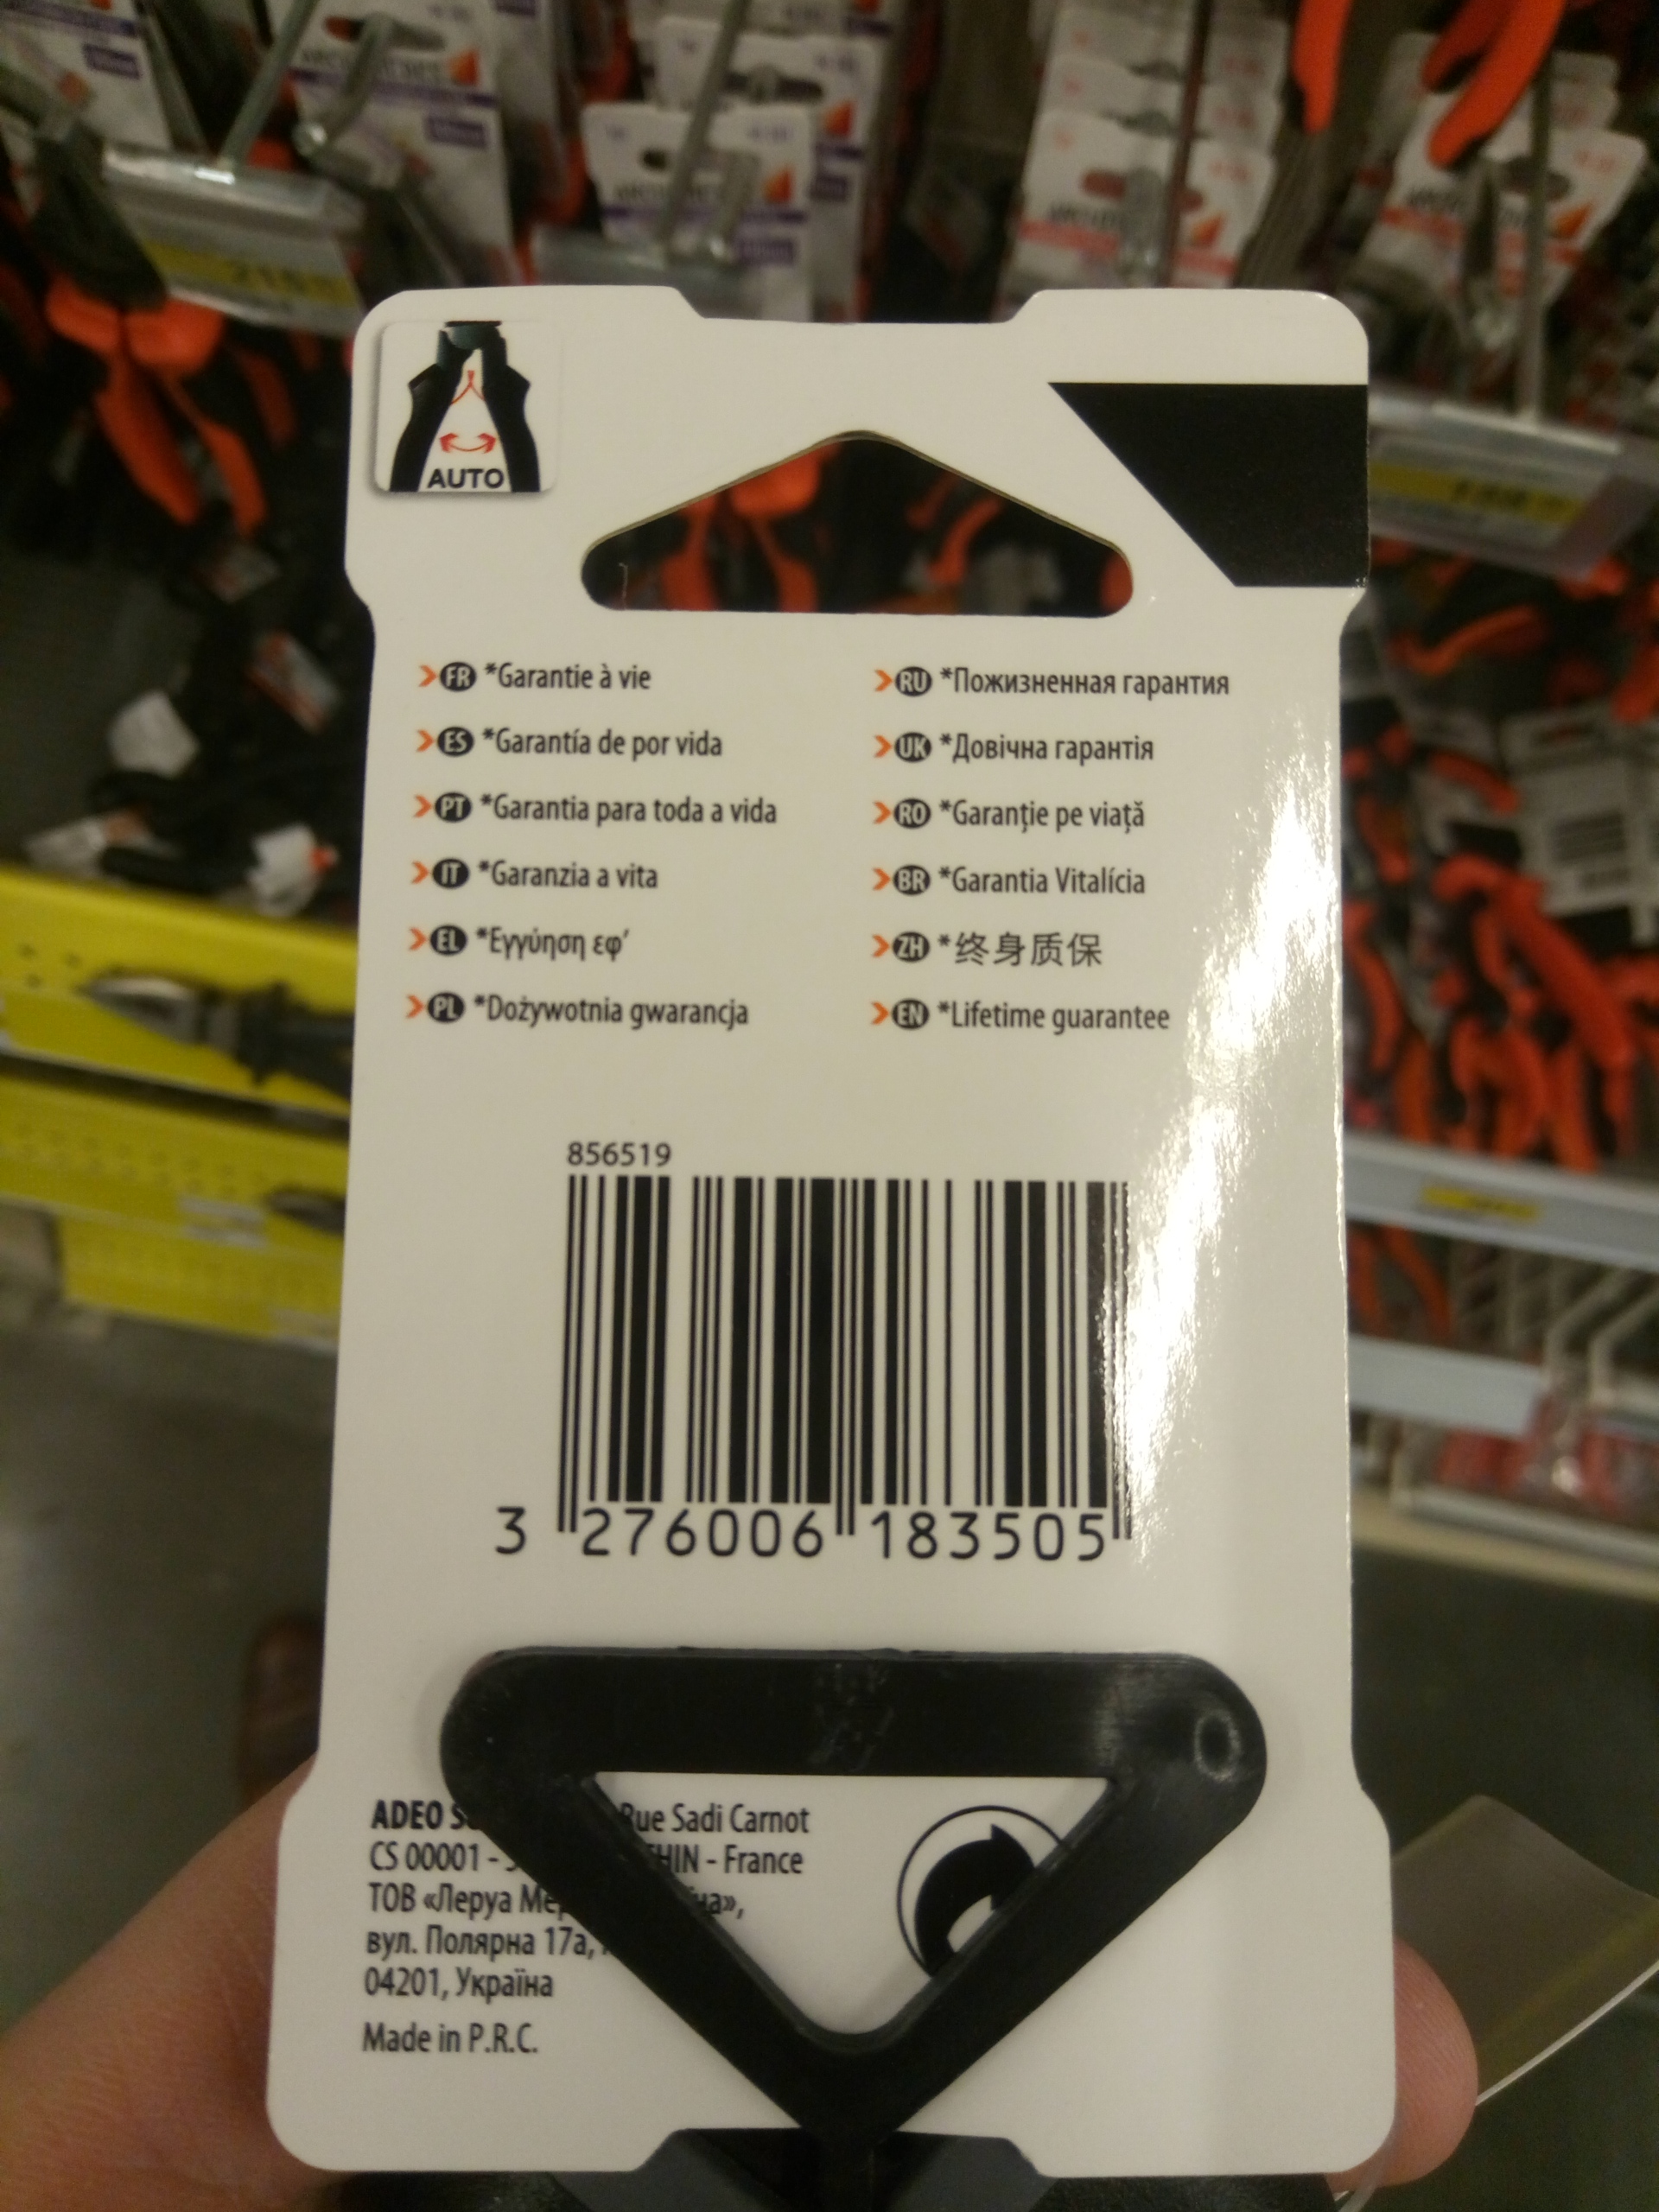 AUTO
FR *Garantie à vie
ES *Garantía de por vida
PT *Garantia para toda a vida
IT *Garanzia a vita
EL *Εγγύηση εφ’
PL *Dożywotnia gwarancja
RU *Пожизненная гарантия
UK *Довічна гарантія
RO *Garanție pe viață
BR *Garantia Vitalícia
ZH *终身质保
EN *Lifetime guarantee
856519
3 276006 183505
ADEO Rue Sadi Carnot
CS 00001 - - France
ТОВ «Леруа
вул. Полярна 17а,
04201, Україна
Made in P.R.C.